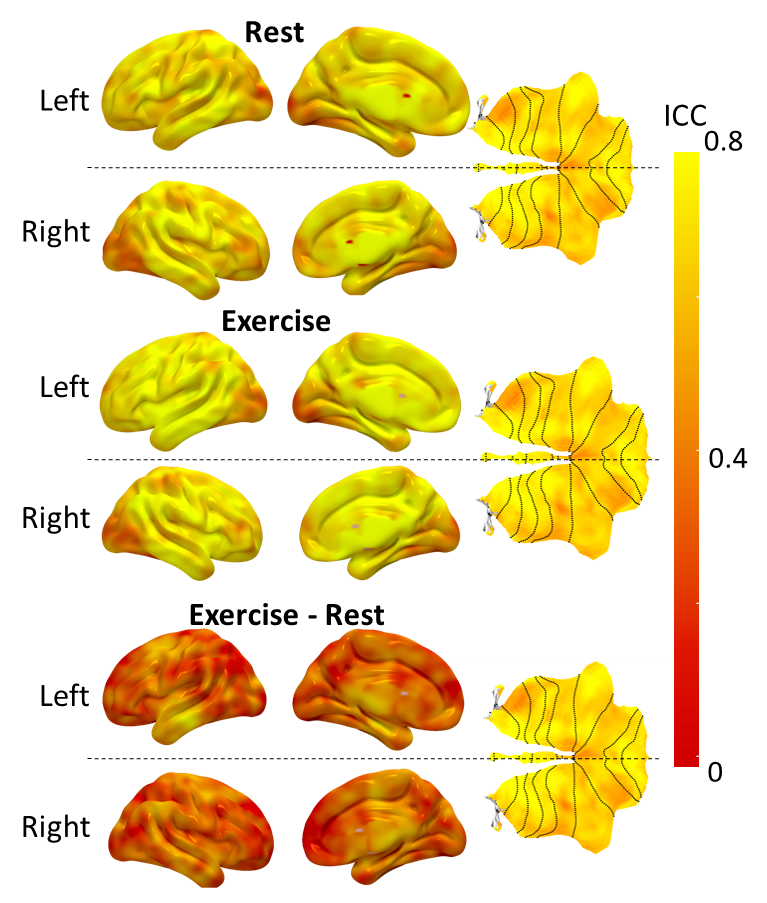 Rest
Left
ICC
0.8
Right
Exercise
Left
0.4
Right
Exercise - Rest
Left
0
Right